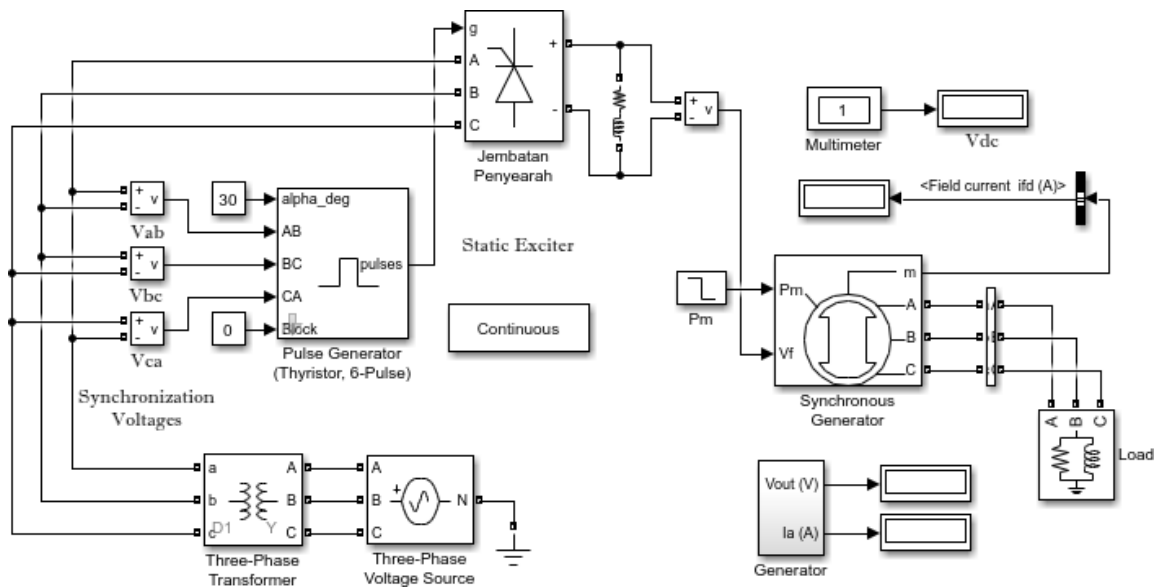 g
A
B
C
+
-
Jembatan
Penyearah
+
-
v
1
Multimeter
Vdc
<Field current ifd (A)>
+
-
v
Vab
+
-
v
Vbc
+
-
v
Vca
30
0
alpha_deg
AB
BC
CA
Block
pulses
Pulse Generator
(Thyristor, 6-Pulse)
Static Exciter
Continuous
Synchronization
Voltages
Pm
Pm
Vf
m
A
B
C
Synchronous
Generator
A
B
C
A
B
C
Load
a
b
c
D1
Y
A
B
C
Three-Phase
Transformer
A
B
C
+
N
Three-Phase
Voltage Source
Vout (V)
Ia (A)
Generator